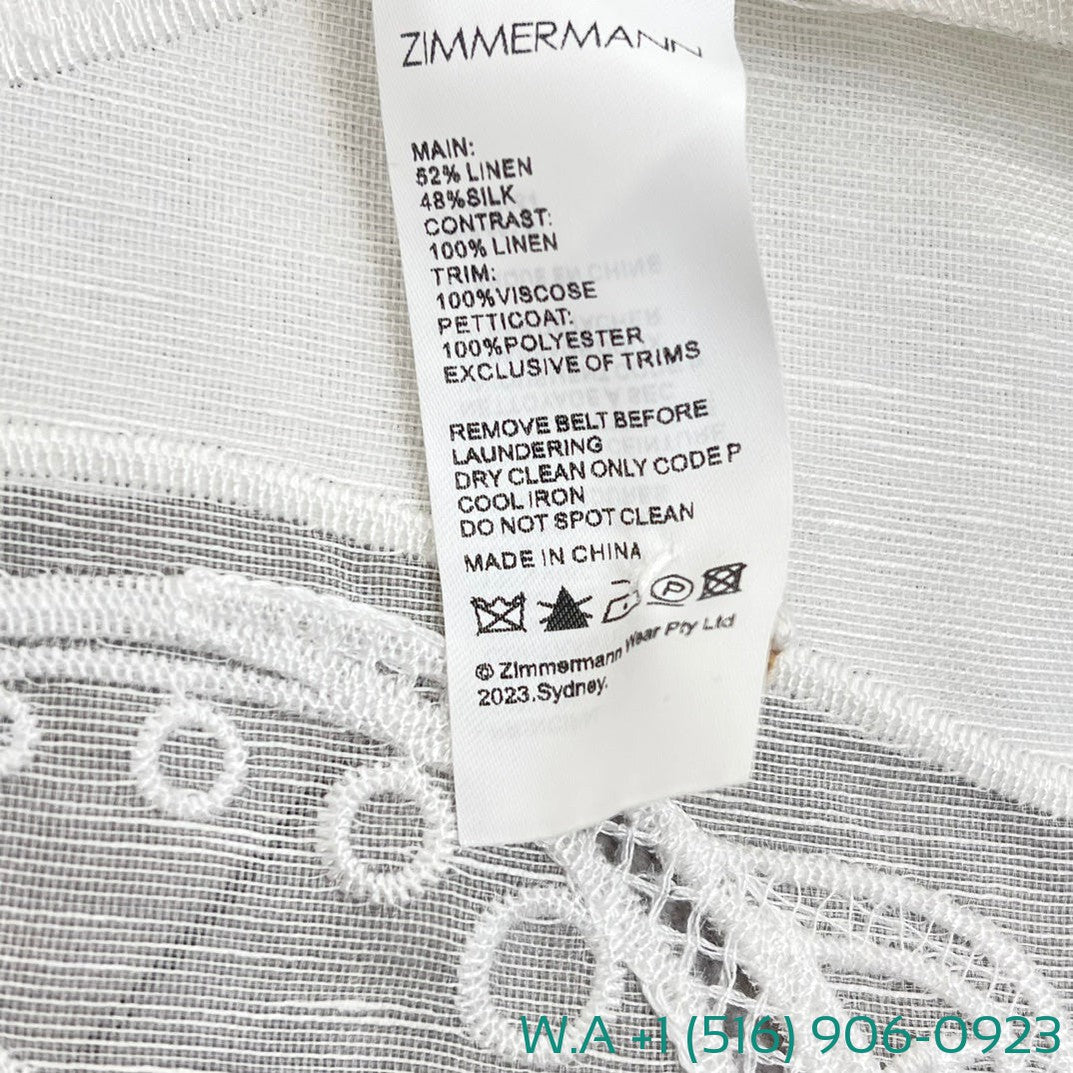 ZIMMERMANN
MAIN:
52% LINEN
48%SILK
CONTRAST:
100% LINEN
TRIM:
100%VISCOSE
PETTICOAT:
100%POLYESTER
EXCLUSIVE OF TRIMS
REMOVE BELT BEFORE
LAUNDERING
DRY CLEAN ONLY CODE P
COOL IRON
DO NOT SPOT CLEAN
MADE IN CHINA
P
© Zimmermann Wear Pty Ltd
2023.Sydney.
W.A +1 (516) 906-0923